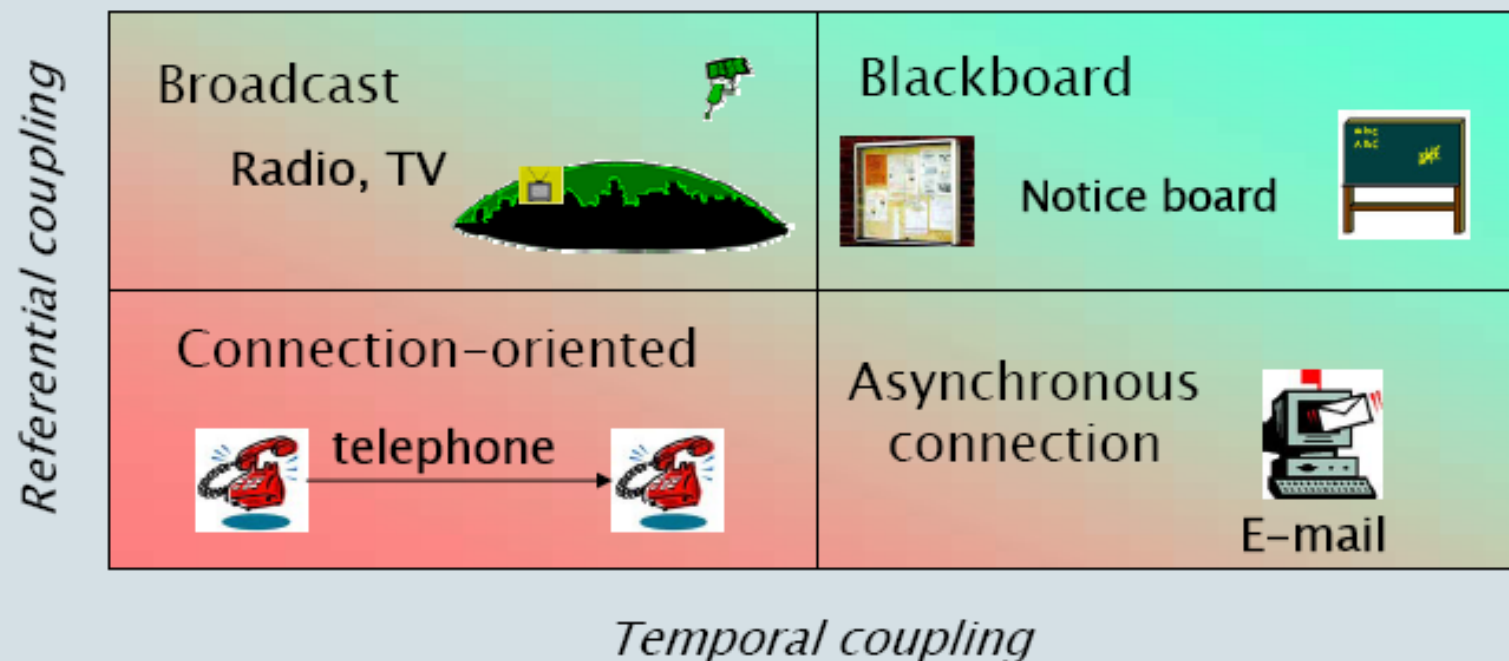 Referential coupling
Broadcast
Radio, TV
Blackboard
Notice board
Connection-oriented
telephone
Asynchronous
connection
E-mail
Temporal coupling